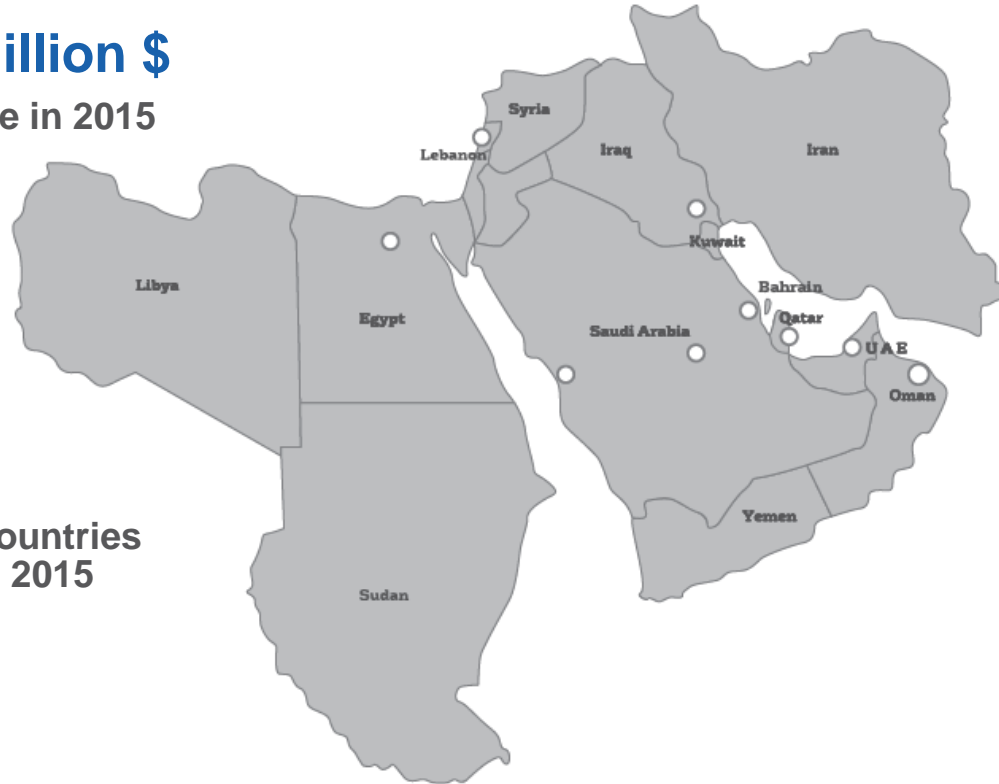 illion $
e in 2015
Syria
Lebanon
Iraq
Iran
Kuwait
Libya
Bahrain
Egypt
Qatar
Saudi Arabia
UAE
Oman
Yemen
ountries
2015
Sudan